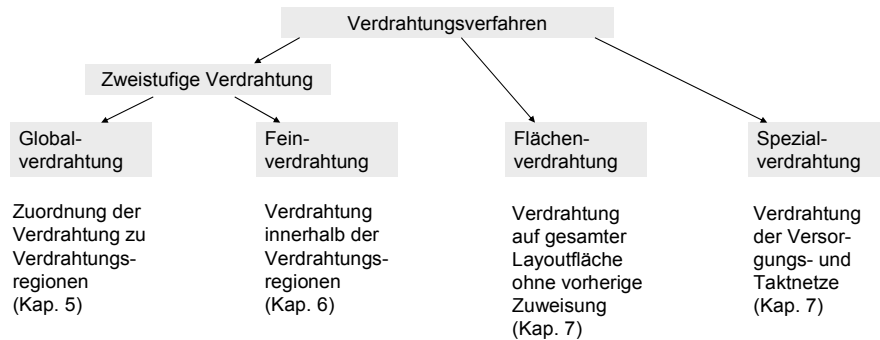 Verdrahtungsverfahren
Zweistufige Verdrahtung
Global-
verdrahtung
Fein-
verdrahtung
Flächen-
verdrahtung
Spezial-
verdrahtung
Zuordnung der
Verdrahtung zu
Verdrahtungs-
regionen
(Kap. 5)
Verdrahtung
innerhalb der
Verdrahtungs-
regionen
(Kap. 6)
Verdrahtung
auf gesamter
Layoutfläche
ohne vorherige
Zuweisung
(Kap. 7)
Verdrahtung
der Versor-
gungs- und
Taktnetze
(Kap. 7)